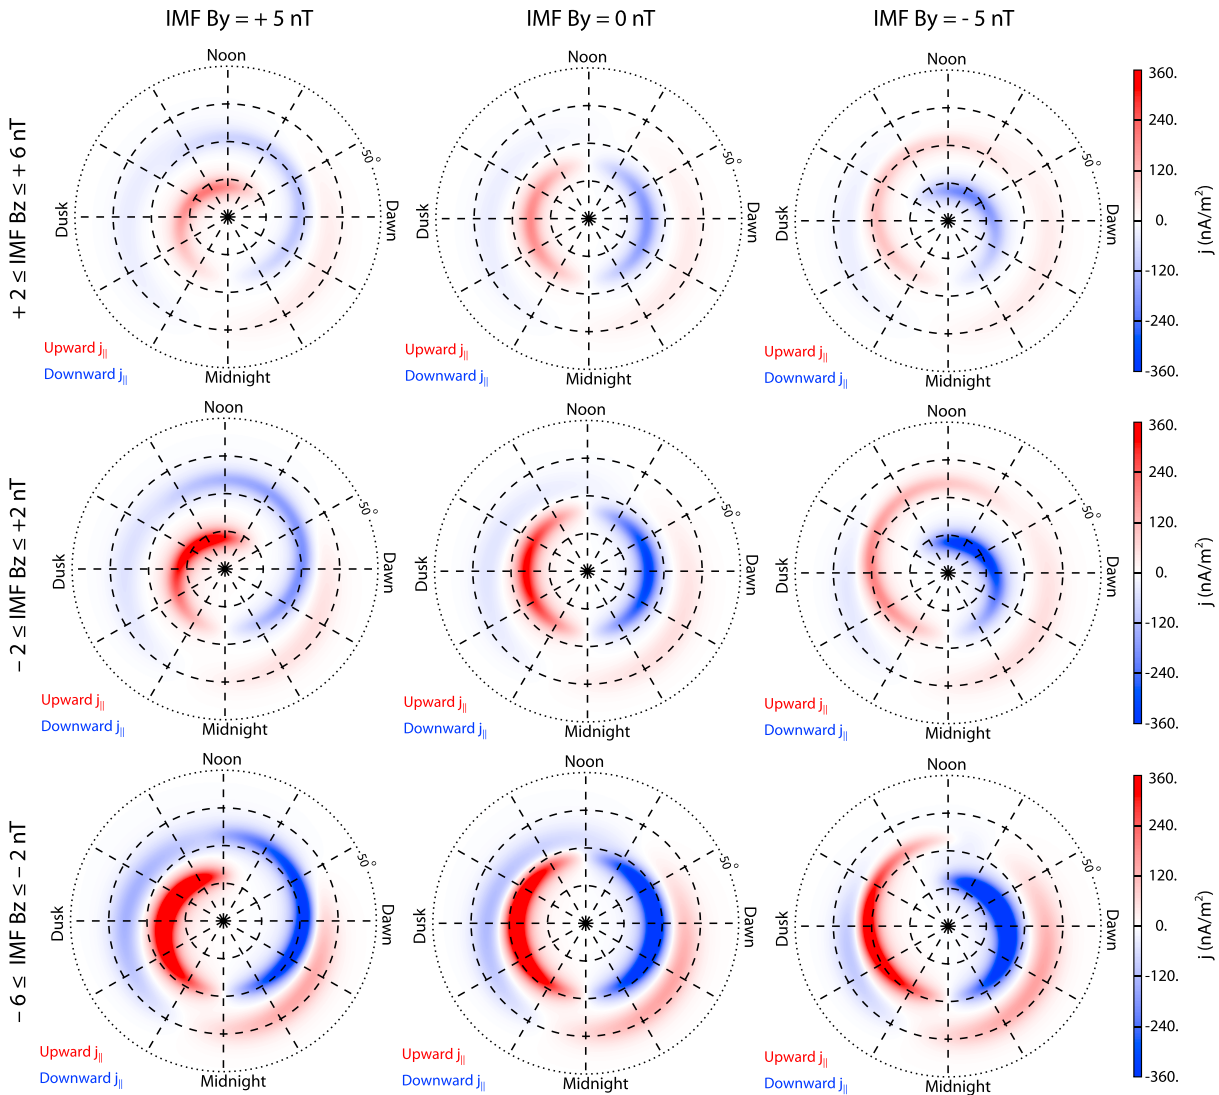 IMF By = + 5 nT
IMF By = 0 nT
IMF By = - 5 nT
+ 2 ≤ IMF Bz ≤ + 6 nT
Noon
Dusk
Dawn
Midnight
-50°
Upward j||
Downward j||
Noon
Dusk
Dawn
Midnight
-50°
Upward j||
Downward j||
Noon
Dusk
Dawn
Midnight
-50°
Upward j||
Downward j||
360.
240.
120.
0.
-120.
-240.
-360.
j (nA/m²)
− 2 ≤ IMF Bz ≤ +2 nT
Noon
Dusk
Dawn
Midnight
-50°
Upward j||
Downward j||
Noon
Dusk
Dawn
Midnight
-50°
Upward j||
Downward j||
Noon
Dusk
Dawn
Midnight
-50°
Upward j||
Downward j||
360.
240.
120.
0.
-120.
-240.
-360.
j (nA/m²)
− 6 ≤ IMF Bz ≤ − 2 nT
Noon
Dusk
Dawn
Midnight
-50°
Upward j||
Downward j||
Noon
Dusk
Dawn
Midnight
-50°
Upward j||
Downward j||
Noon
Dusk
Dawn
Midnight
-50°
Upward j||
Downward j||
360.
240.
120.
0.
-120.
-240.
-360.
j (nA/m²)